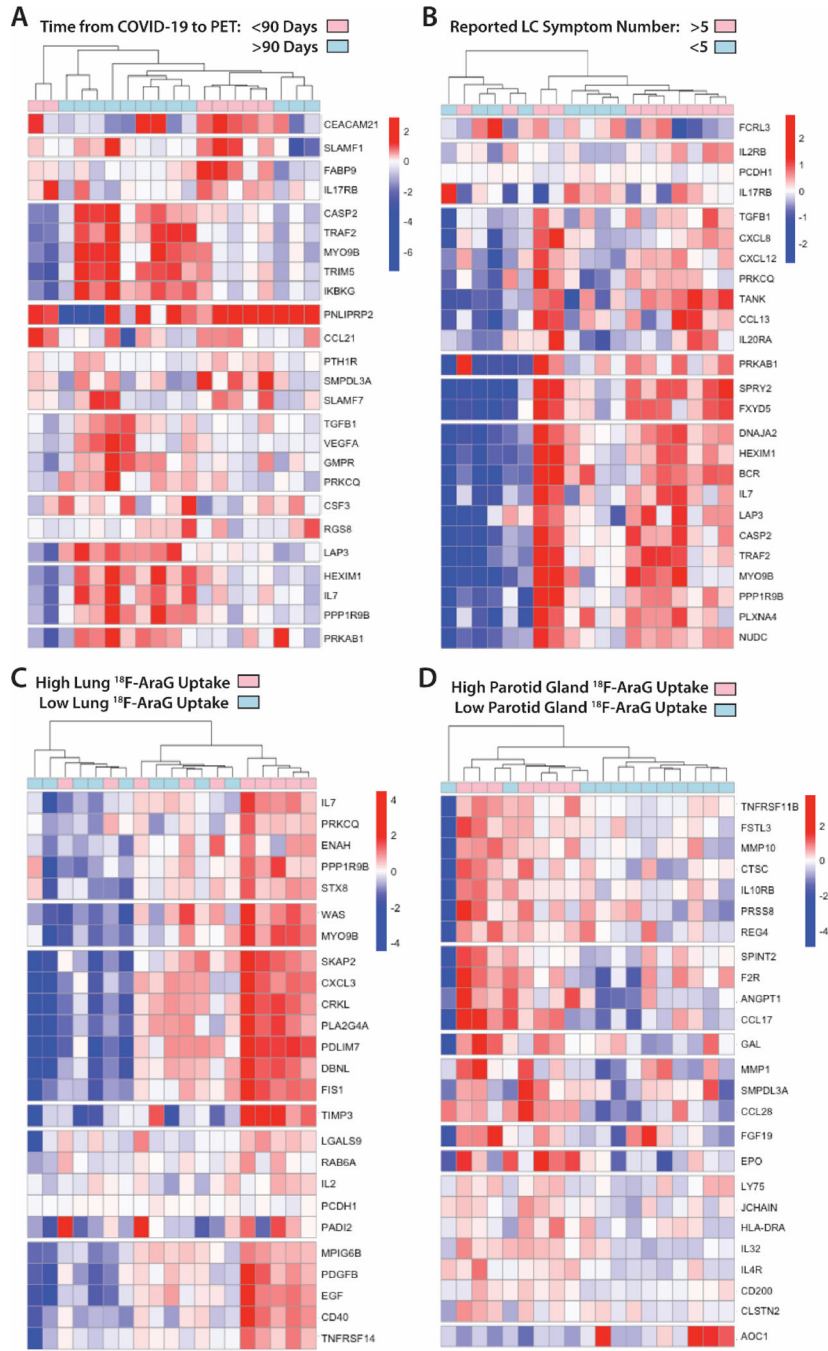 A
Time from COVID-19 to PET: <90 Days
>90 Days
CEACAM21
SLAMF1
FABP9
IL17RB
CASP2
TRAF2
MYO9B
TRIM5
IKBKG
PNLIPRP2
CCL21
PTH1R
SMPDL3A
SLAMF7
TGFB1
VEGFA
GMPR
PRKCQ
CSF3
RGS8
LAP3
HEXIM1
IL7
PPP1R9B
PRKAB1
2
0
-2
-4
-6
B
Reported LC Symptom Number: >5
<5
FCRL3
IL2RB
PCDH1
IL17RB
TGFB1
CXCL8
CXCL12
PRKCQ
TANK
CCL13
IL20RA
PRKAB1
SPRY2
FXYD5
DNAJA2
HEXIM1
BCR
IL7
LAP3
CASP2
TRAF2
MYO9B
PPP1R9B
PLXNA4
NUDC
2
1
0
-1
-2
C
High Lung ¹⁸F-AraG Uptake
Low Lung ¹⁸F-AraG Uptake
IL7
PRKCQ
ENAH
PPP1R9B
STX8
WAS
MYO9B
SKAP2
CXCL3
CRKL
PLA2G4A
PDLIM7
DBNL
FIS1
TIMP3
LGALS9
RAB6A
IL2
PCDH1
PADI2
MPIG6B
PDGFB
EGF
CD40
TNFRSF14
4
2
0
-2
-4
D
High Parotid Gland ¹⁸F-AraG Uptake
Low Parotid Gland ¹⁸F-AraG Uptake
TNFRSF11B
FSTL3
MMP10
CTSC
IL10RB
PRSS8
REG4
SPINT2
F2R
ANGPT1
CCL17
GAL
MMP1
SMPDL3A
CCL28
FGF19
EPO
LY75
JCHAIN
HLA-DRA
IL32
IL4R
CD200
CLSTN2
AOC1
4
2
0
-2
-4